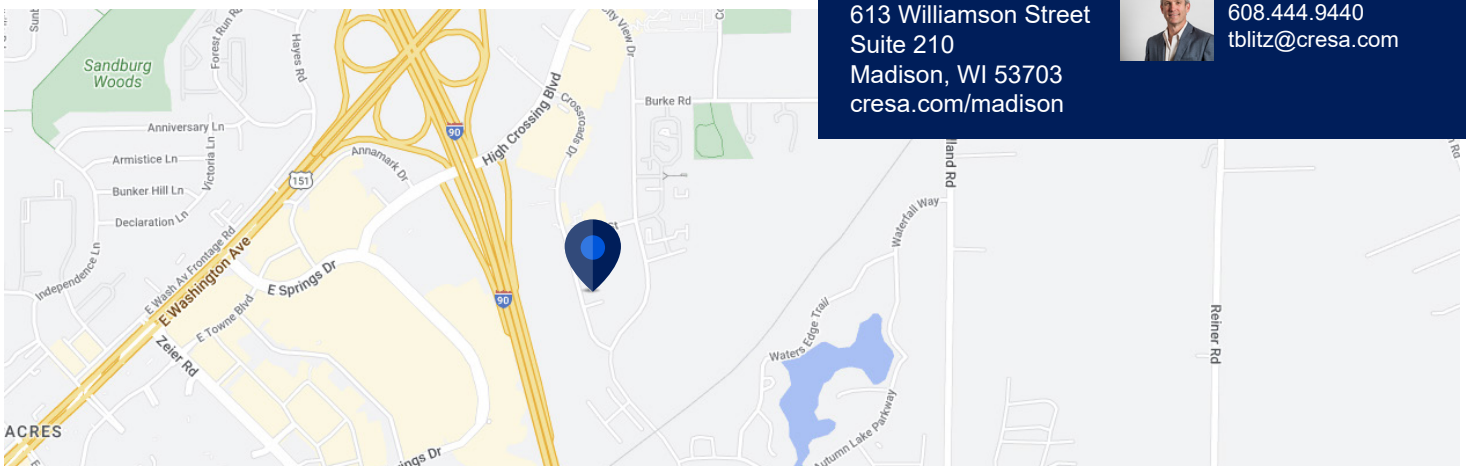 613 Williamson Street
Suite 210
Madison, WI 53703
cresa.com/madison
608.444.9440
tblitz@cresa.com
Sandburg
Woods
Forest Run
Hayes Rd
City View Dr
Burke Rd
Crossroads Dr
High Crossing Blvd
90
Anniversary Ln
Armistice Ln
Victoria Ln
Bunker Hill Ln
Declaration Ln
Independence Ln
151
Annamark Dr
E Wash Av Frontage Rd
E Washington Ave
E Springs Dr
E Towne Blvd
Zeier Rd
90
land Rd
Waterfall Way
Waters Edge Trail
Reiner Rd
Autumn Lake Parkway
ACRES
ngs Dr